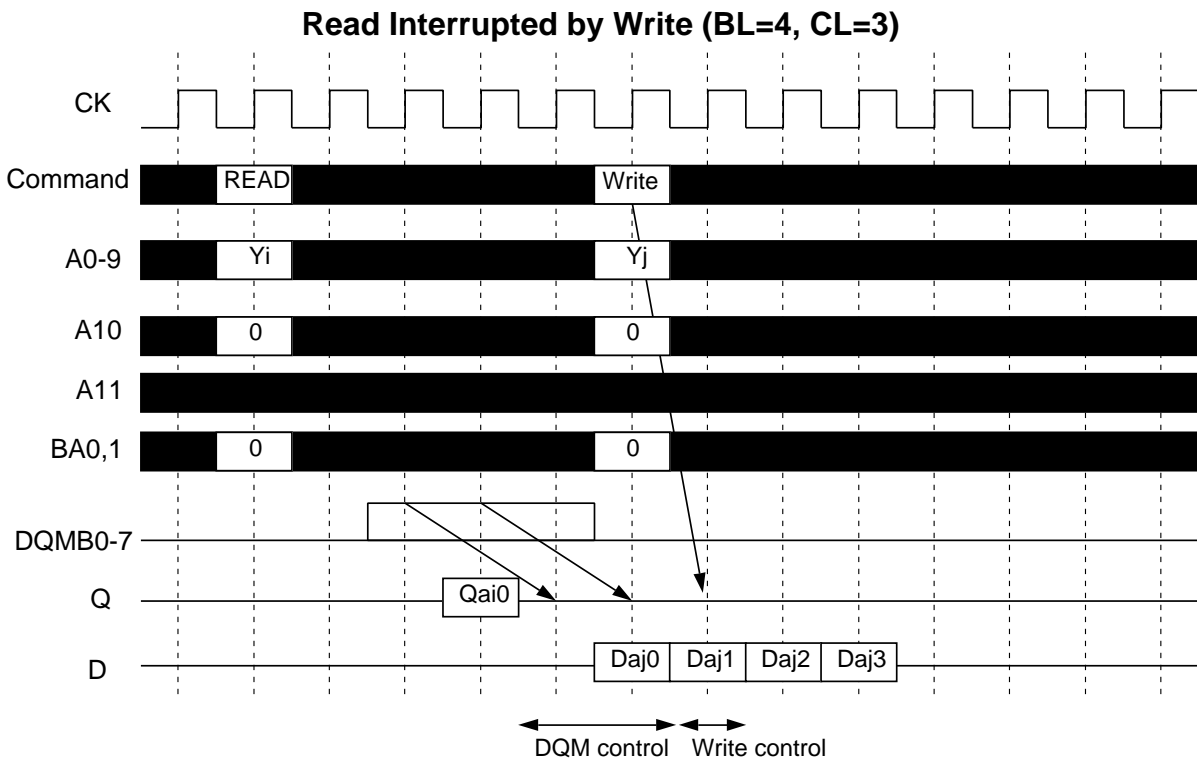 Read Interrupted by Write (BL=4, CL=3)
CK
Command READ Write
A0-9 Yi Yj
A10 0 0
A11
BA0,1 0 0
DQMB0-7
Q Qai0
D Daj0 Daj1 Daj2 Daj3
DQM control Write control